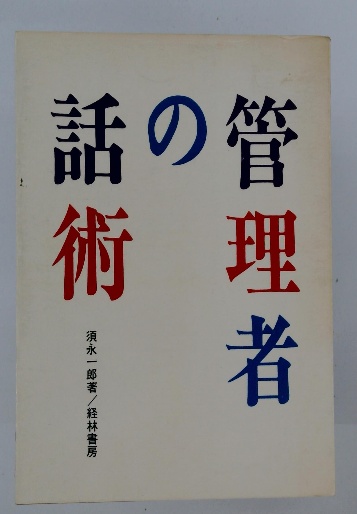 管理者
の
話術
須永一郎著／経林書房